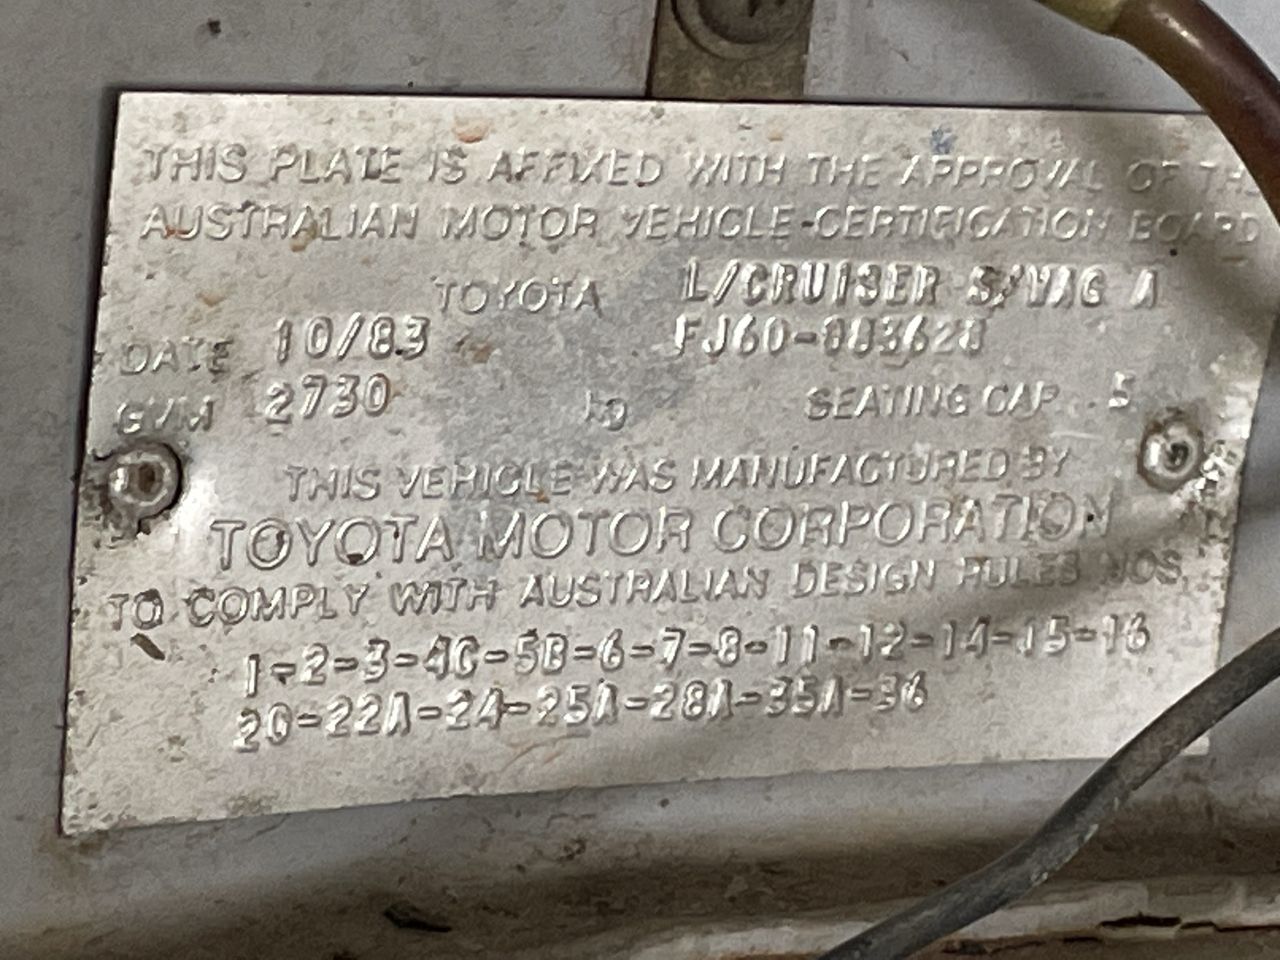 THIS PLATE IS AFFIXED WITH THE APPROVAL OF THE
AUSTRALIAN MOTOR VEHICLE CERTIFICATION BOARD
TOYOTA L/CRUISER S/WAG A
DATE 10/83
GVM 2730 kg SEATING CAP. 5
THIS VEHICLE WAS MANUFACTURED BY
TOYOTA MOTOR CORPORATION
TO COMPLY WITH AUSTRALIAN DESIGN RULES NOS.
1-2-3-4C-5B-6-7-8-11-12-14-15-16
20-22A-24-25A-28A-35A-36